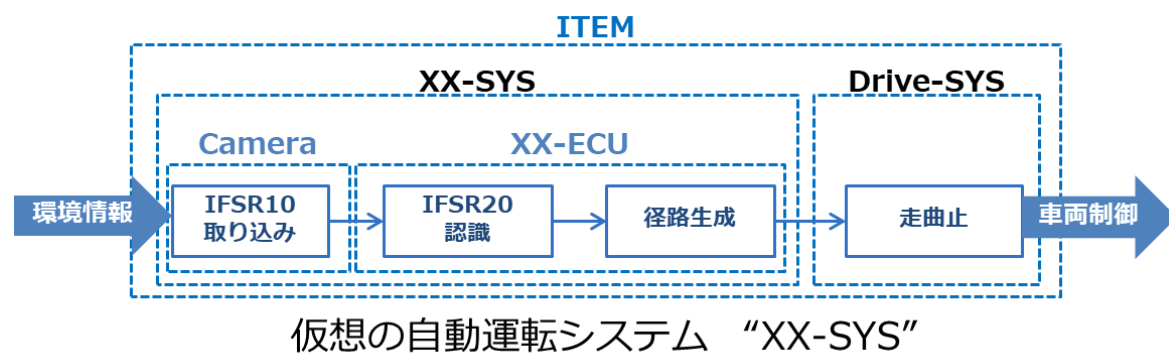 ITEM
XX-SYS
Drive-SYS
Camera
XX-ECU
環境情報
IFSR10
取り込み
IFSR20
認識
径路生成
走曲止
車両制御
仮想の自動運転システム “XX-SYS”